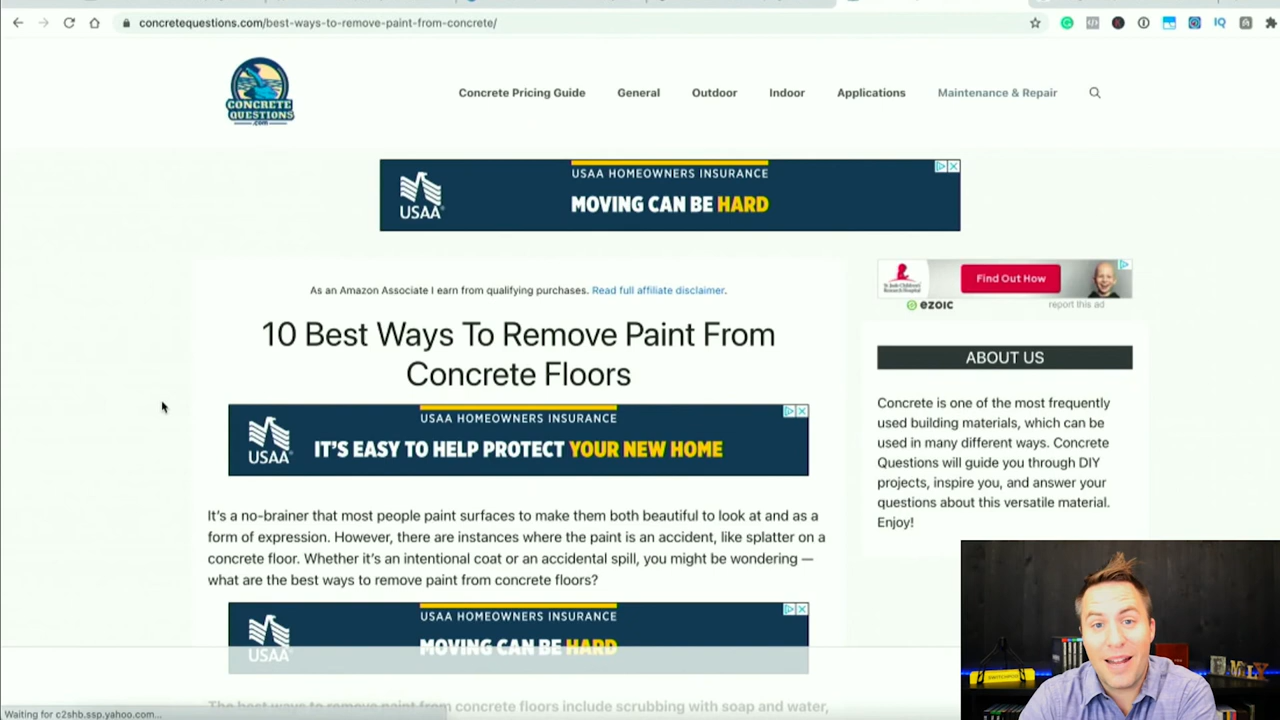 concretequestions.com/best-ways-to-remove-paint-from-concrete/
IQ
CONCRETE
QUESTIONS
.com
Concrete Pricing Guide
General
Outdoor
Indoor
Applications
Maintenance & Repair
USAA HOMEOWNERS INSURANCE
MOVING CAN BE HARD
USAA
As an Amazon Associate I earn from qualifying purchases. Read full affiliate disclaimer.
10 Best Ways To Remove Paint From
Concrete Floors
USAA HOMEOWNERS INSURANCE
IT'S EASY TO HELP PROTECT YOUR NEW HOME
USAA
It's a no-brainer that most people paint surfaces to make them both beautiful to look at and as a
form of expression. However, there are instances where the paint is an accident, like splatter on a
concrete floor. Whether it's an intentional coat or an accidental spill, you might be wondering —
what are the best ways to remove paint from concrete floors?
USAA HOMEOWNERS INSURANCE
MOVING CAN BE HARD
USAA
The best ways to remove paint from concrete floors include scrubbing with soap and water,
Find Out How
ezoic
report this ad
ABOUT US
Concrete is one of the most frequently
used building materials, which can be
used in many different ways. Concrete
Questions will guide you through DIY
projects, inspire you, and answer your
questions about this versatile material.
Enjoy!
Waiting for c2shb.ssp.yahoo.com...